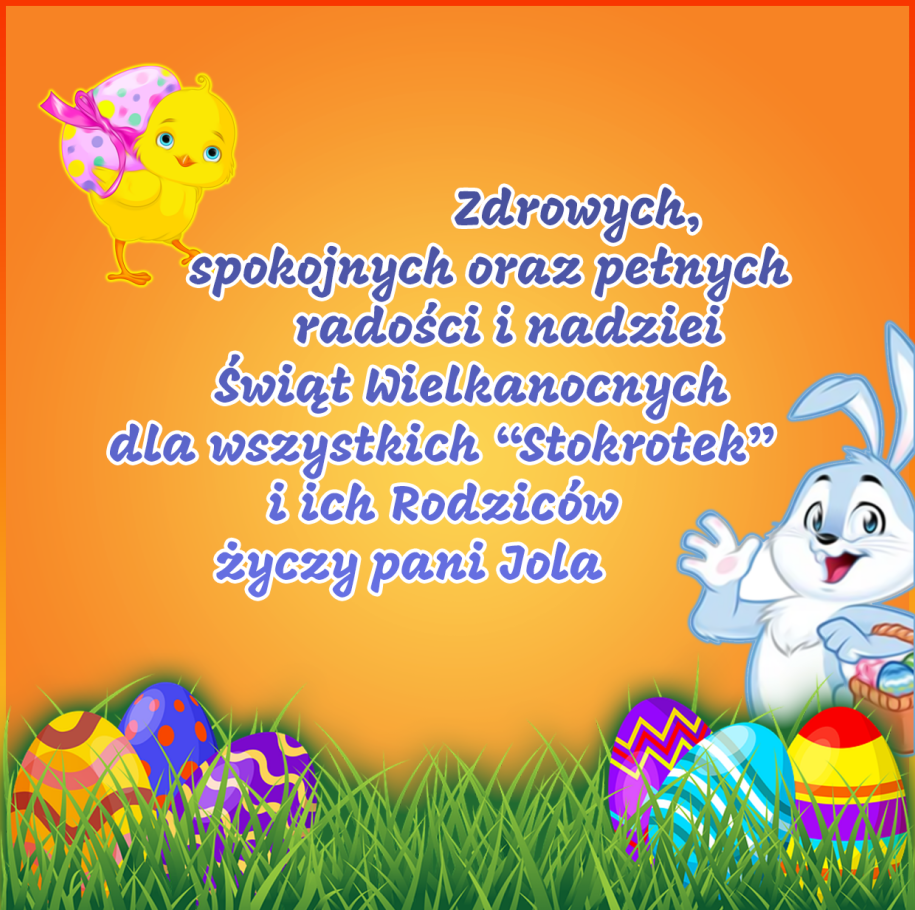 Zdrowych,
spokojnych oraz pełnych
radości i nadziei
Świąt Wielkanocnych
dla wszystkich “Stokrotek”
i ich Rodziców
życzy pani Jola